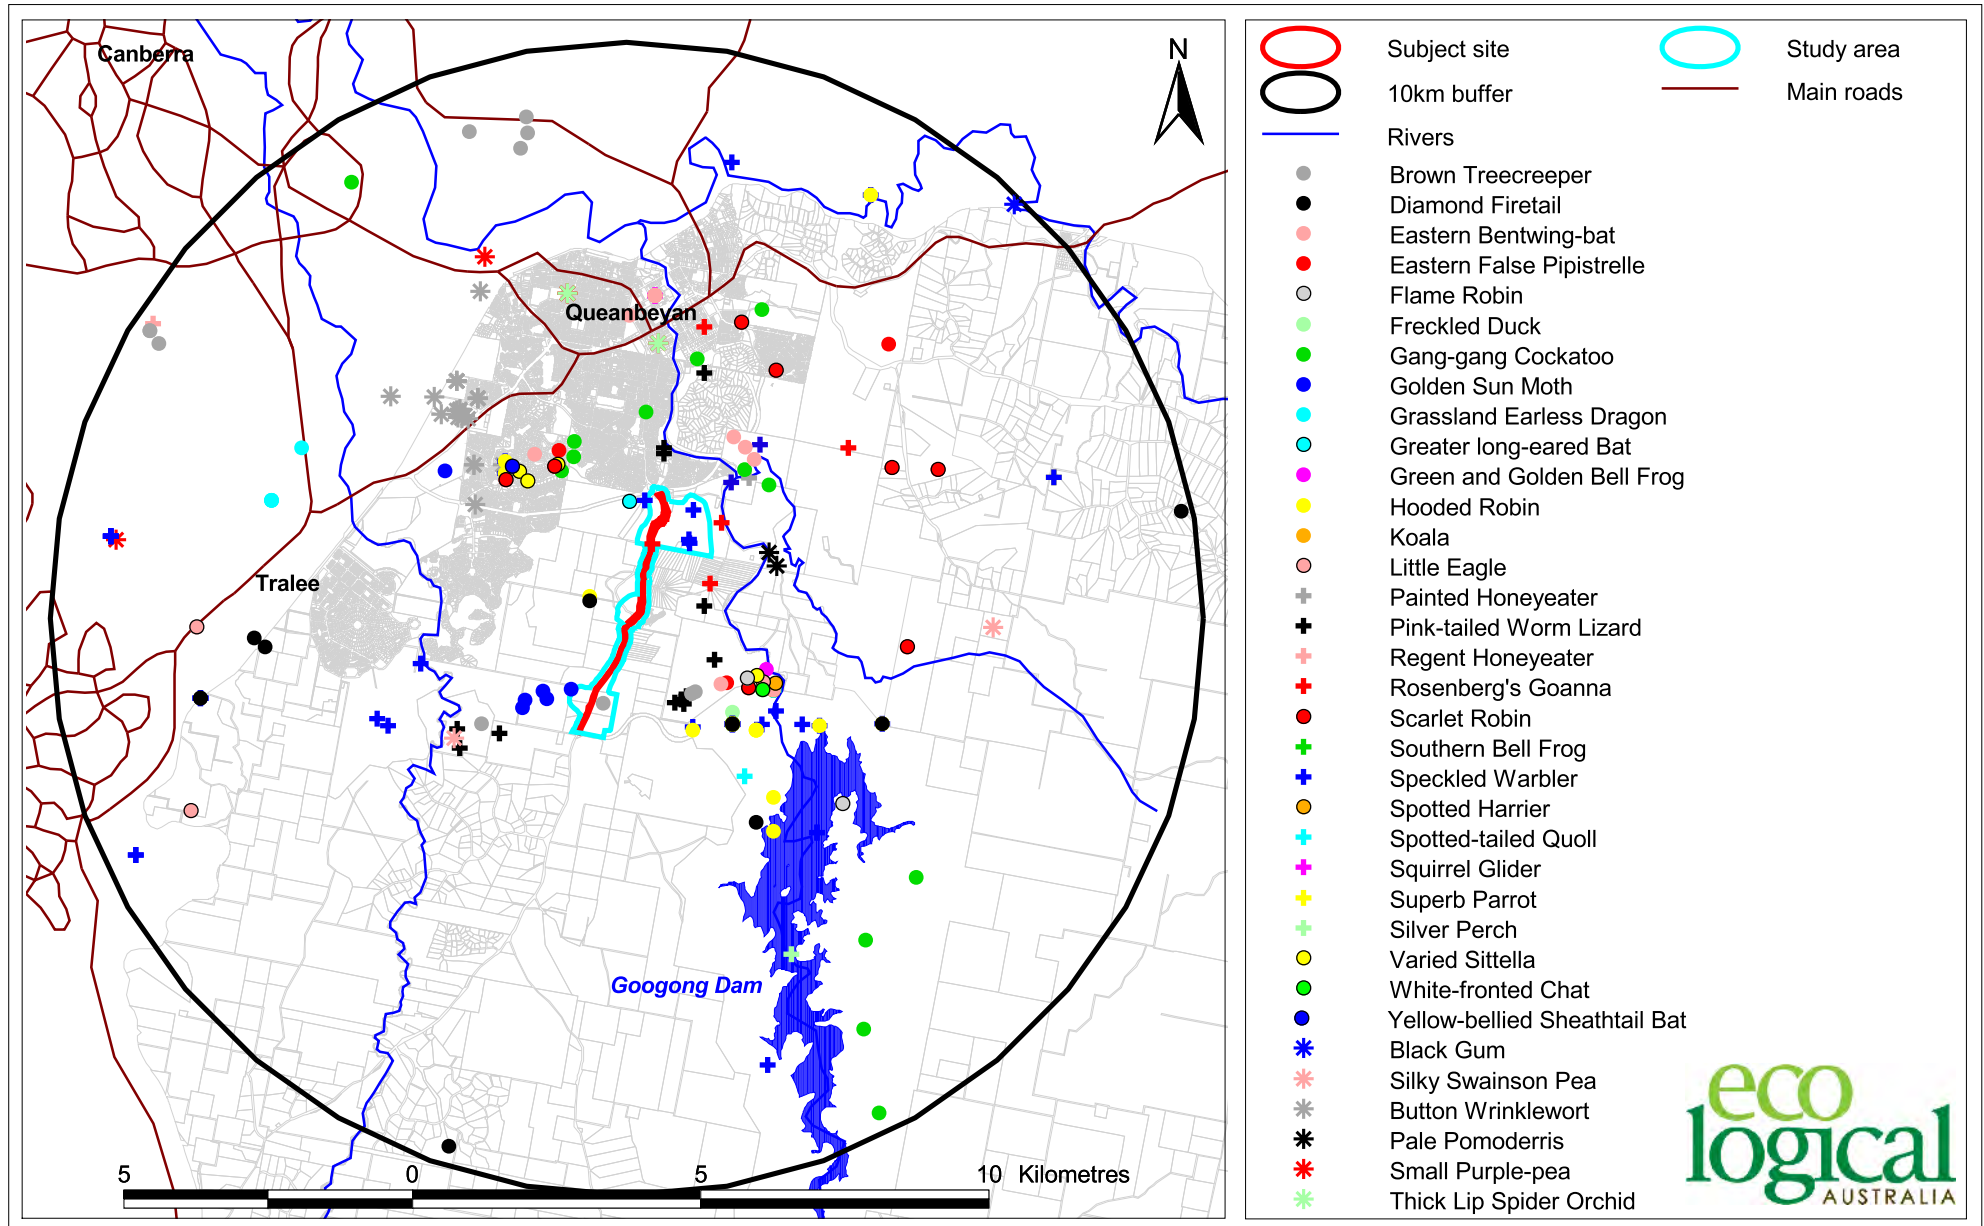 Canberra
N
Queanbeyan
Tralee
Googong Dam
5 0 5 10 Kilometres
Subject site
Study area
10km buffer
Main roads
Rivers
Brown Treecreeper
Diamond Firetail
Eastern Bentwing-bat
Eastern False Pipistrelle
Flame Robin
Freckled Duck
Gang-gang Cockatoo
Golden Sun Moth
Grassland Earless Dragon
Greater long-eared Bat
Green and Golden Bell Frog
Hooded Robin
Koala
Little Eagle
Painted Honeyeater
Pink-tailed Worm Lizard
Regent Honeyeater
Rosenberg's Goanna
Scarlet Robin
Southern Bell Frog
Speckled Warbler
Spotted Harrier
Spotted-tailed Quoll
Squirrel Glider
Superb Parrot
Silver Perch
Varied Sittella
White-fronted Chat
Yellow-bellied Sheathtail Bat
Black Gum
Silky Swainson Pea
Button Wrinklewort
Pale Pomoderris
Small Purple-pea
Thick Lip Spider Orchid
eco
logical
AUSTRALIA